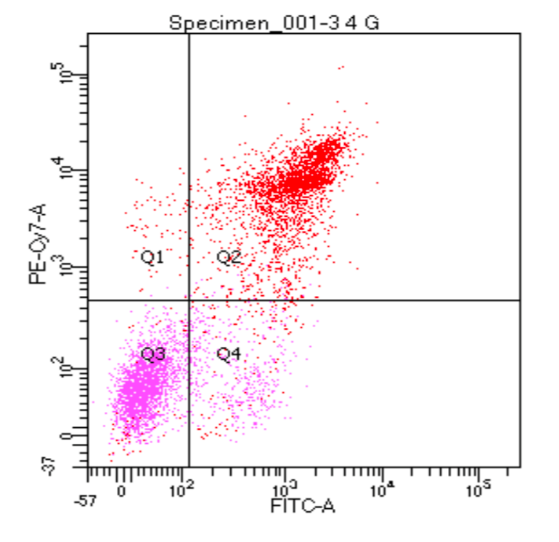 Specimen_001-3 4 G
PE-Cy7-A
10^5
10^4
10^3
10^2
0
-37
Q1
Q2
Q3
Q4
-57
0
10^2
10^3
10^4
10^5
FITC-A